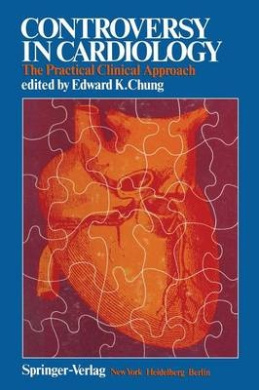 CONTROVERSY
IN CARDIOLOGY
The Practical Clinical Approach
edited by Edward K. Chung
Springer-Verlag New York Heidelberg Berlin